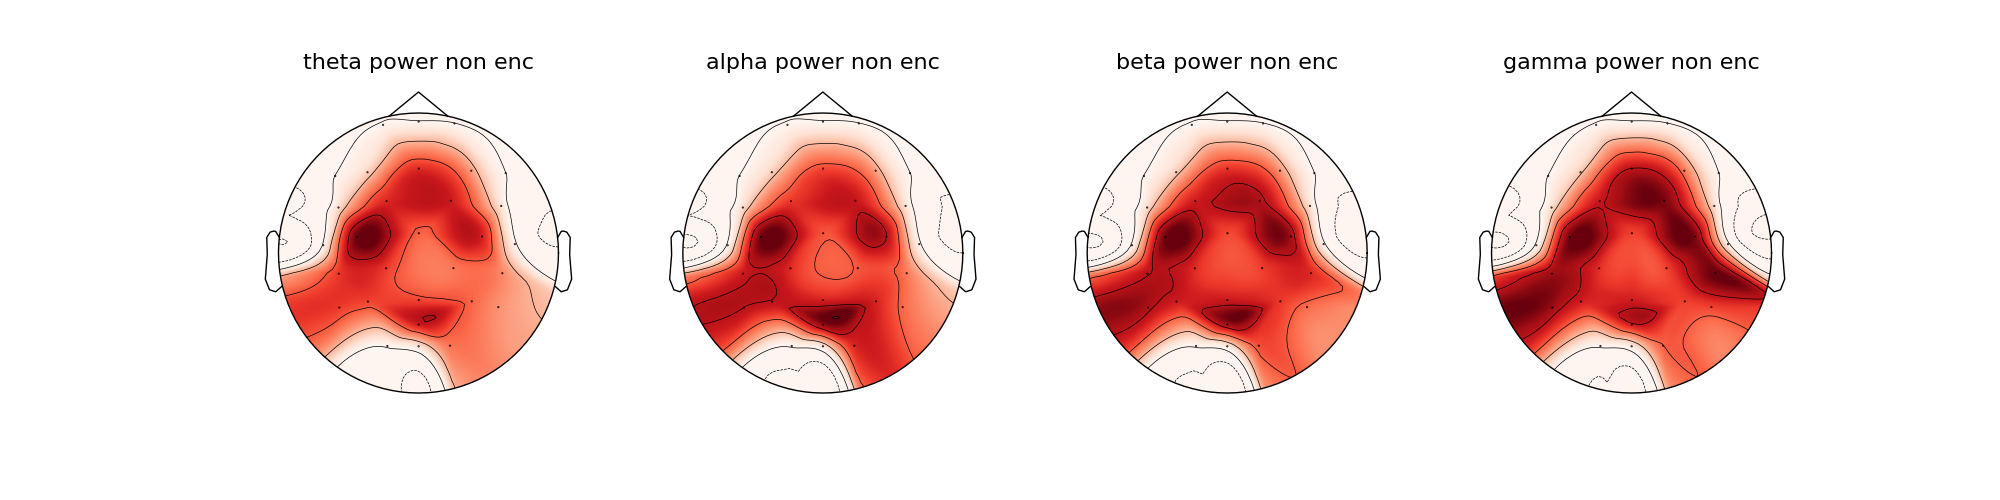 theta power non enc
alpha power non enc
beta power non enc
gamma power non enc